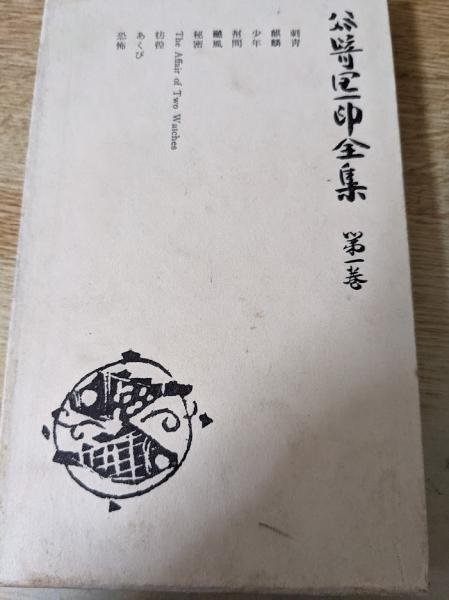 谷崎潤一郎全集 第一巻
刺青
麒麟
少年
幇間
飈風
秘密
The Affair of Two Watches
彷徨
あくび
恐怖